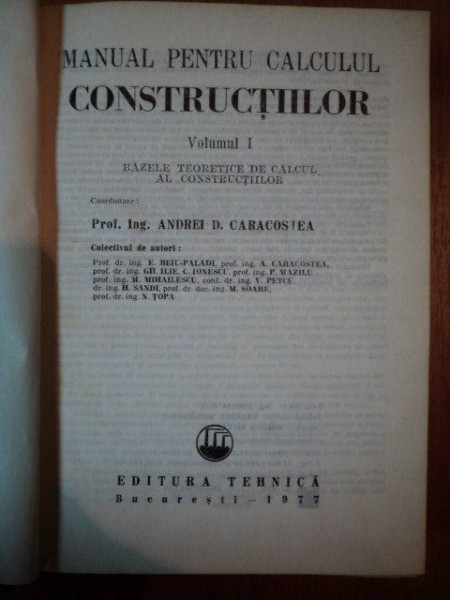 MANUAL PENTRU CALCULUL
CONSTRUCȚIILOR
Volumul I
BAZELE TEORETICE DE CALCUL
AL CONSTRUCȚIILOR
Coordonare :
Prof. ing. ANDREI D. CARACOSTEA
Colectivul de autori :
Prof. dr. ing. E. BEIU-PALADI, prof. ing. A. CARACOSTEA,
prof. dr. ing. GH. ILIE, C. IONESCU, prof. ing. P. MAZILU
prof. ing. M. MIHAILESCU, conf. dr. ing. V. PETCU,
dr. ing. H. SANDI, prof. dr. doc. ing. M. SOARE,
prof. dr. ing. N. ȚOPA
EDITURA TEHNICĂ
București – 1977